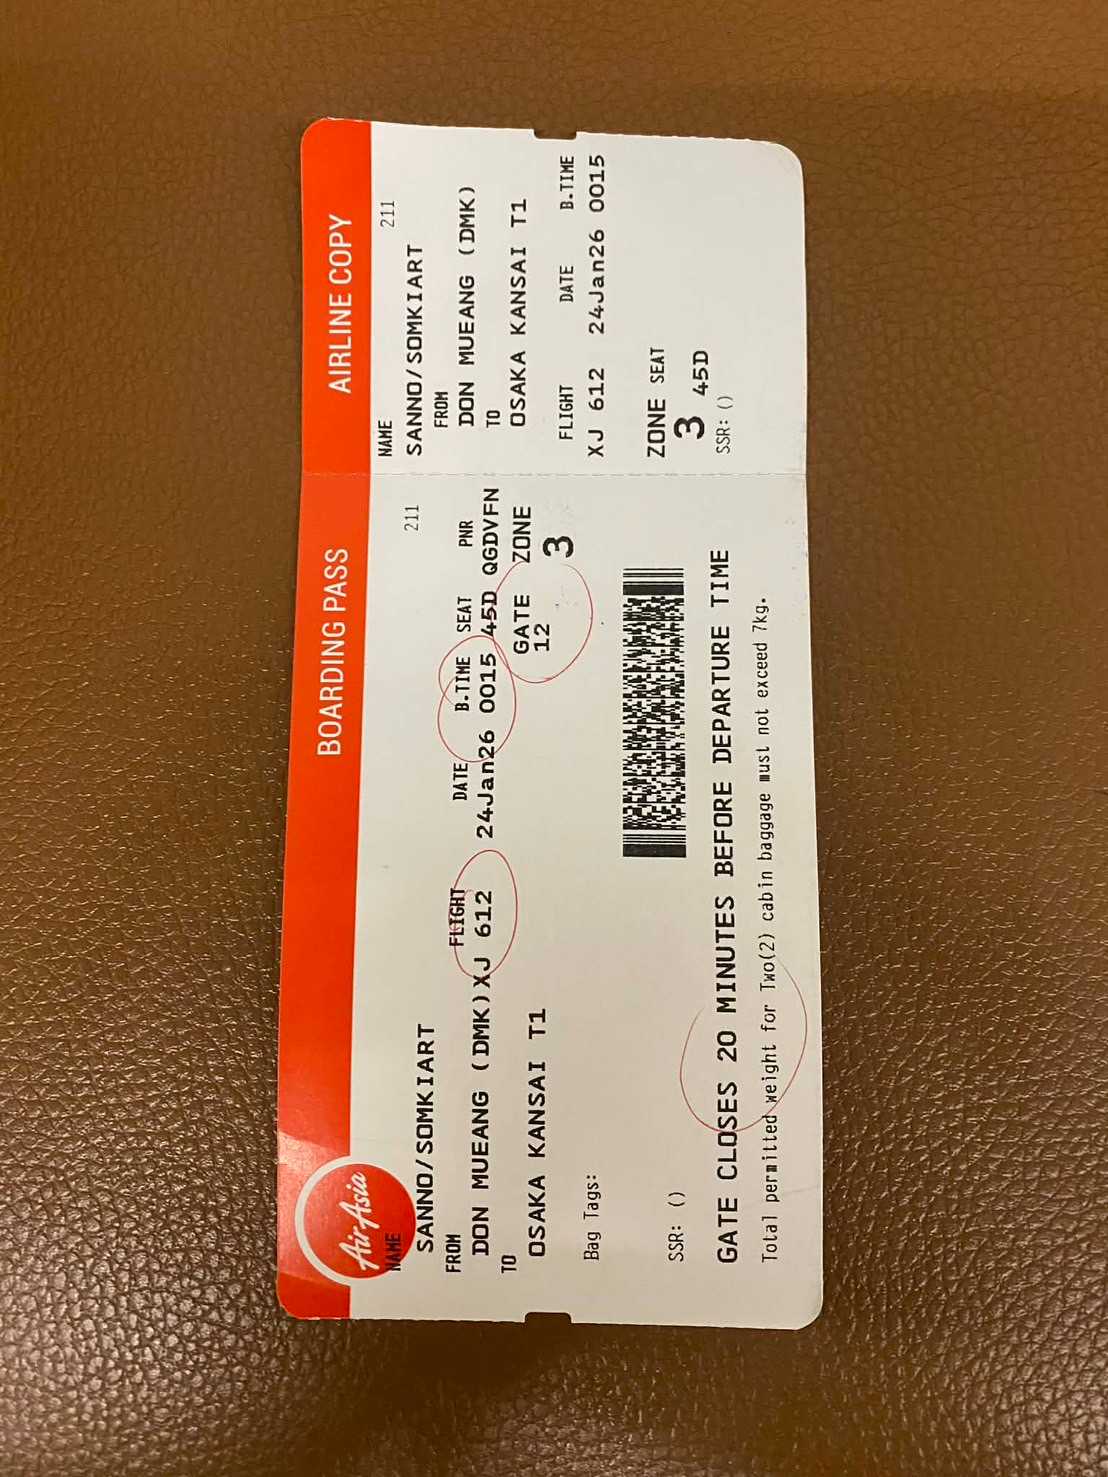 BOARDING PASS
AirAsia
211
NAME
SANNO/SOMKIART
FROM FLIGHT DATE B.TIME SEAT PNR
DON MUEANG (DMK) XJ 612 24Jan26 0015 45D QGDVFN
TO GATE ZONE
OSAKA KANSAI T1 12 3
Bag Tags:
SSR: ()
GATE CLOSES 20 MINUTES BEFORE DEPARTURE TIME
Total permitted weight for Two(2) cabin baggage must not exceed 7kg.
AIRLINE COPY
211
NAME
SANNO/SOMKIART
FROM
DON MUEANG (DMK)
TO
OSAKA KANSAI T1
FLIGHT DATE B.TIME
XJ 612 24Jan26 0015
ZONE SEAT
3 45D
SSR: ()